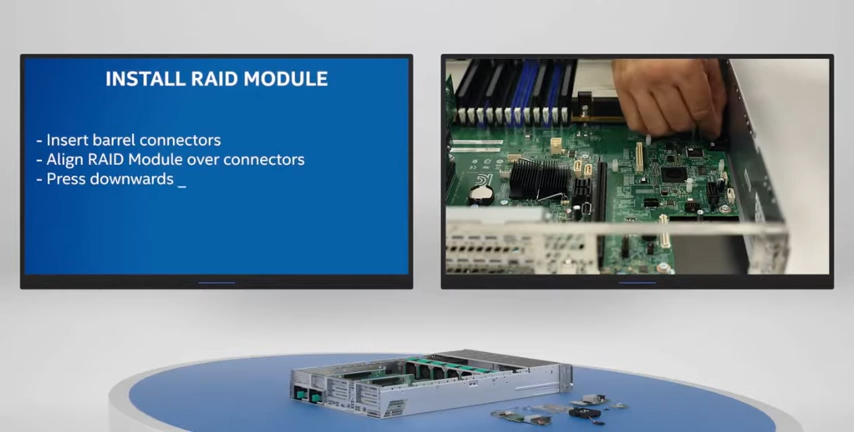 INSTALL RAID MODULE
- Insert barrel connectors
- Align RAID Module over connectors
- Press downwards _